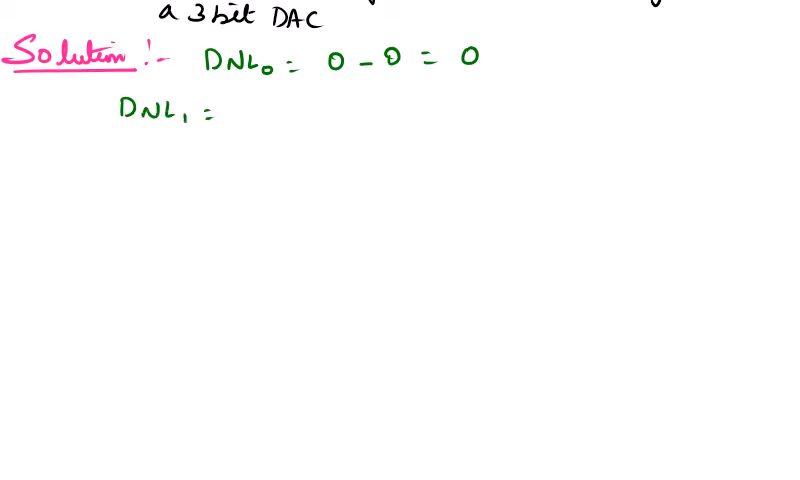 a 3 bit DAC
Solution !- DNL₀ = 0 - 0 = 0
DNL₁ =